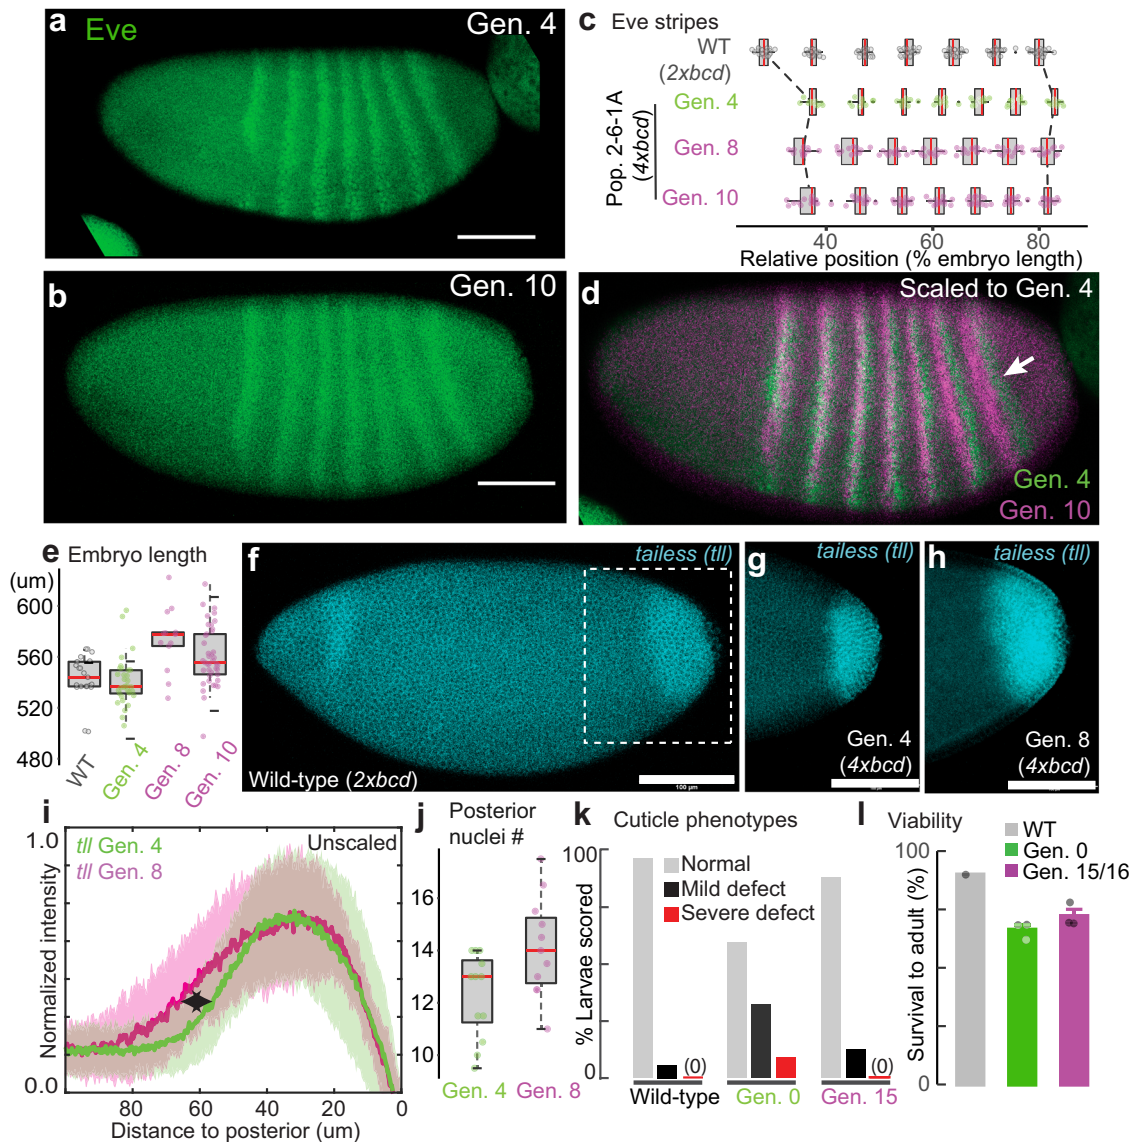 a
Eve
Gen. 4
b
Gen. 10
c Eve stripes
WT
(2xbcd)
Pop. 2-6-1A
(4xbcd)
Gen. 4
Gen. 8
Gen. 10
40 60 80
Relative position (% embryo length)
d
Scaled to Gen. 4
Gen. 4
Gen. 10
e Embryo length
(um)
600
560
520
480
WT Gen. 4 Gen. 8 Gen. 10
f
tailess (tll)
Wild-type (2xbcd)
100 µm
g
tailess (tll)
Gen. 4
(4xbcd)
h
tailess (tll)
Gen. 8
(4xbcd)
i
tll Gen. 4
tll Gen. 8
Unscaled
Normalized intensity
1.0
0.0
80 60 40 20 0
Distance to posterior (um)
j Posterior
nuclei #
16
14
12
10
Gen. 4 Gen. 8
k Cuticle phenotypes
% Larvae scored
100
0
Normal
Mild defect
Severe defect
(0) (0)
Wild-type Gen. 0 Gen. 15
l Viability
WT
Gen. 0
Gen. 15/16
Survival to adult (%)
100
0